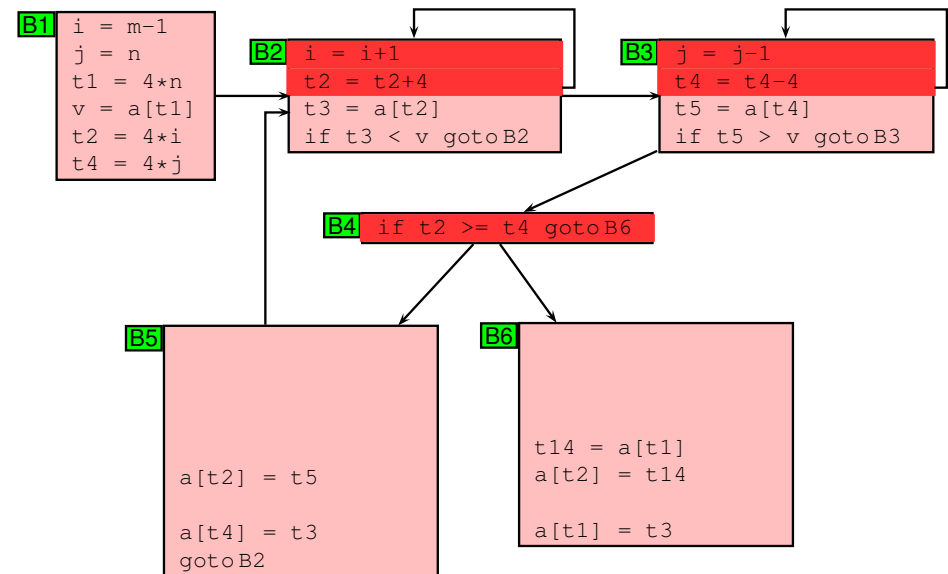 B1
i = m-1
j = n
t1 = 4*n
v = a[t1]
t2 = 4*i
t4 = 4*j
B2
i = i+1
t2 = t2+4
t3 = a[t2]
if t3 < v goto B2
B3
j = j-1
t4 = t4-4
t5 = a[t4]
if t5 > v goto B3
B4
if t2 >= t4 goto B6
B5
a[t2] = t5
a[t4] = t3
goto B2
B6
t14 = a[t1]
a[t2] = t14
a[t1] = t3